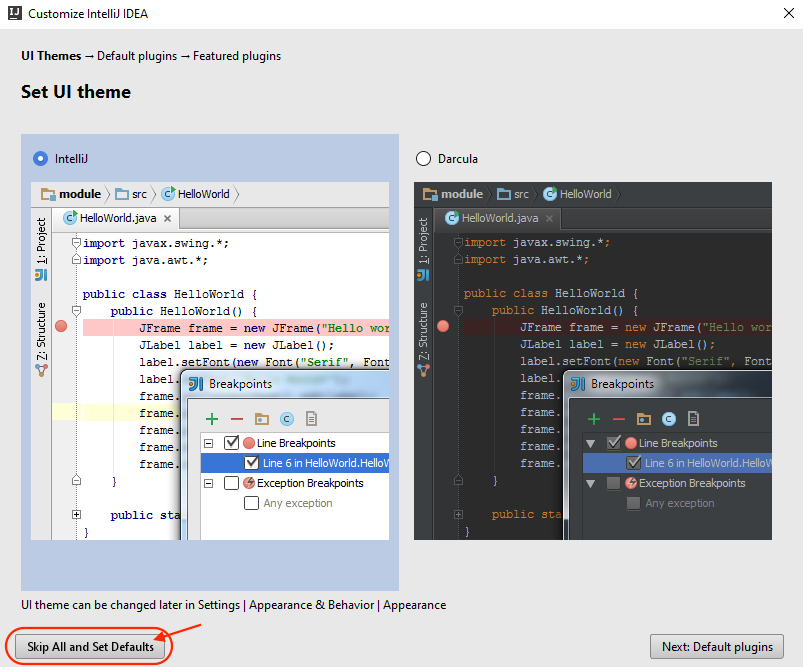 Customize IntelliJ IDEA
UI Themes → Default plugins → Featured plugins
Set UI theme
IntelliJ
module src HelloWorld
HelloWorld.java
1: Project
7: Structure
import javax.swing.*;
import java.awt.*;
public class HelloWorld {
public HelloWorld() {
JFrame frame = new JFrame("Hello wor
JLabel label = new JLabel();
label.setFont(new Font("Serif", Font
label.
frame.
frame.
frame.
frame.
frame.
}
public sta
}
Breakpoints
Line Breakpoints
Line 6 in HelloWorld.HelloW
Exception Breakpoints
Any exception
Darcula
module src HelloWorld
HelloWorld.java
1: Project
7: Structure
import javax.swing.*;
import java.awt.*;
public class HelloWorld {
public HelloWorld() {
JFrame frame = new JFrame("Hello wor
JLabel label = new JLabel();
label.setFont(new Font("Serif", Font
label.
frame.
frame.
frame.
frame.
frame.
}
public sta
}
Breakpoints
Line Breakpoints
Line 6 in HelloWorld.HelloW
Exception Breakpoints
Any exception
UI theme can be changed later in Settings | Appearance & Behavior | Appearance
Skip All and Set Defaults
Next: Default plugins